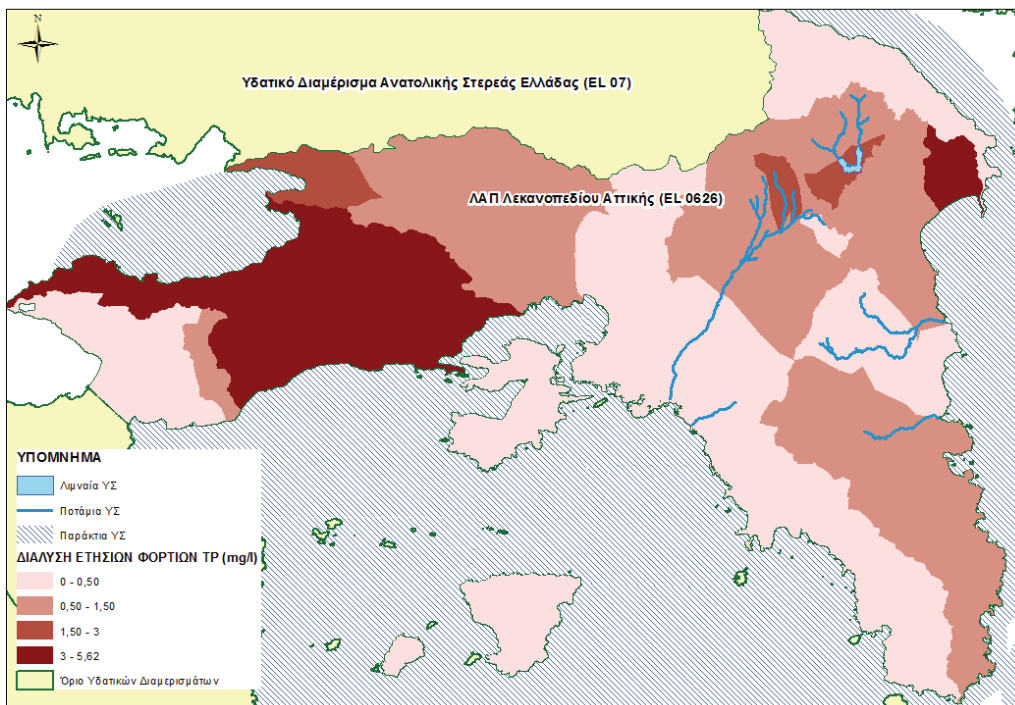 N
Υδατικό Διαμέρισμα Ανατολικής Στερεάς Ελλάδας (EL 07)
ΛΑΠ Λεκανοπεδίου Αττικής (EL 0626)
ΥΠΟΜΝΗΜΑ
Λιμναία ΥΣ
Ποτάμια ΥΣ
Παράκτια ΥΣ
ΔΙΑΛΥΣΗ ΕΤΗΣΙΩΝ ΦΟΡΤΙΩΝ TP (mg/l)
0 - 0,50
0,50 - 1,50
1,50 - 3
3 - 5,62
Όριο Υδατικών Διαμερισμάτων